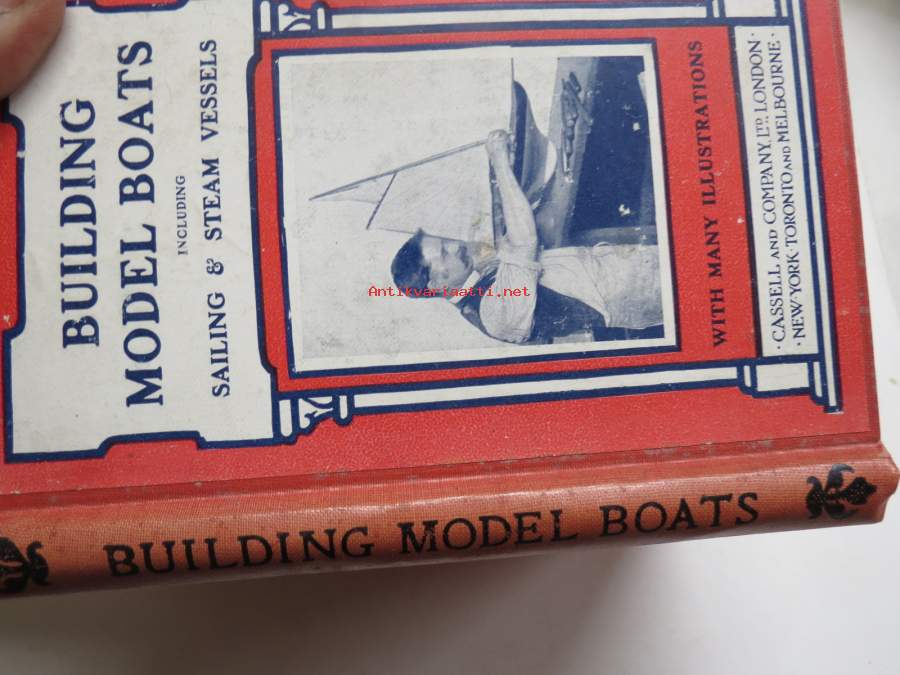 BUILDING
MODEL BOATS
INCLUDING
SAILING & STEAM VESSELS
WITH MANY ILLUSTRATIONS
· CASSELL AND COMPANY, LTD. LONDON ·
· NEW-YORK · TORONTO AND MELBOURNE ·
BUILDING MODEL BOATS
Antikvariaatti.net